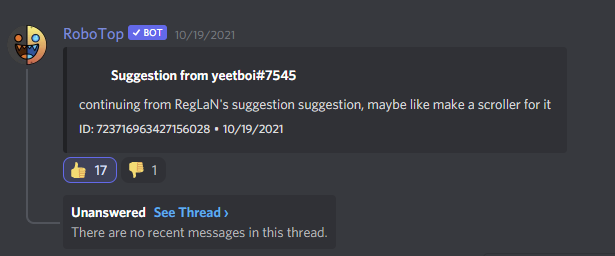 RoboTop ✓ BOT 10/19/2021
Suggestion from yeetboi#7545
continuing from RegLaN's suggestion suggestion, maybe like make a scroller for it
ID: 723716963427156028 • 10/19/2021
👍 17 👎 1
Unanswered See Thread ›
There are no recent messages in this thread.